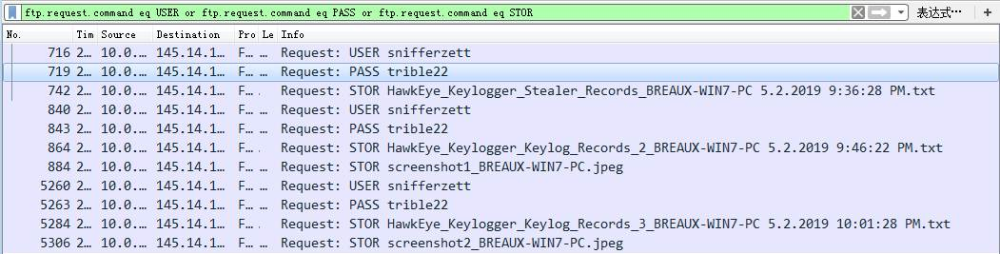 ftp.request.command eq USER or ftp.request.command eq PASS or ftp.request.command eq STOR 表达式…
No. Tim Source Destination Pro Le Info
716 2… 10.0.… 145.14.1… F… … Request: USER snifferzett
719 2… 10.0.… 145.14.1… F… … Request: PASS trible22
742 2… 10.0.… 145.14.1… F… . Request: STOR HawkEye_Keylogger_Stealer_Records_BREAUX-WIN7-PC 5.2.2019 9:36:28 PM.txt
840 2… 10.0.… 145.14.1… F… … Request: USER snifferzett
843 2… 10.0.… 145.14.1… F… … Request: PASS trible22
864 2… 10.0.… 145.14.1… F… . Request: STOR HawkEye_Keylogger_Keylog_Records_2_BREAUX-WIN7-PC 5.2.2019 9:46:22 PM.txt
884 2… 10.0.… 145.14.1… F… … Request: STOR screenshot1_BREAUX-WIN7-PC.jpeg
5260 2… 10.0.… 145.14.1… F… … Request: USER snifferzett
5263 2… 10.0.… 145.14.1… F… … Request: PASS trible22
5284 2… 10.0.… 145.14.1… F… . Request: STOR HawkEye_Keylogger_Keylog_Records_3_BREAUX-WIN7-PC 5.2.2019 10:01:28 PM.txt
5306 2… 10.0.… 145.14.1… F… … Request: STOR screenshot2_BREAUX-WIN7-PC.jpeg